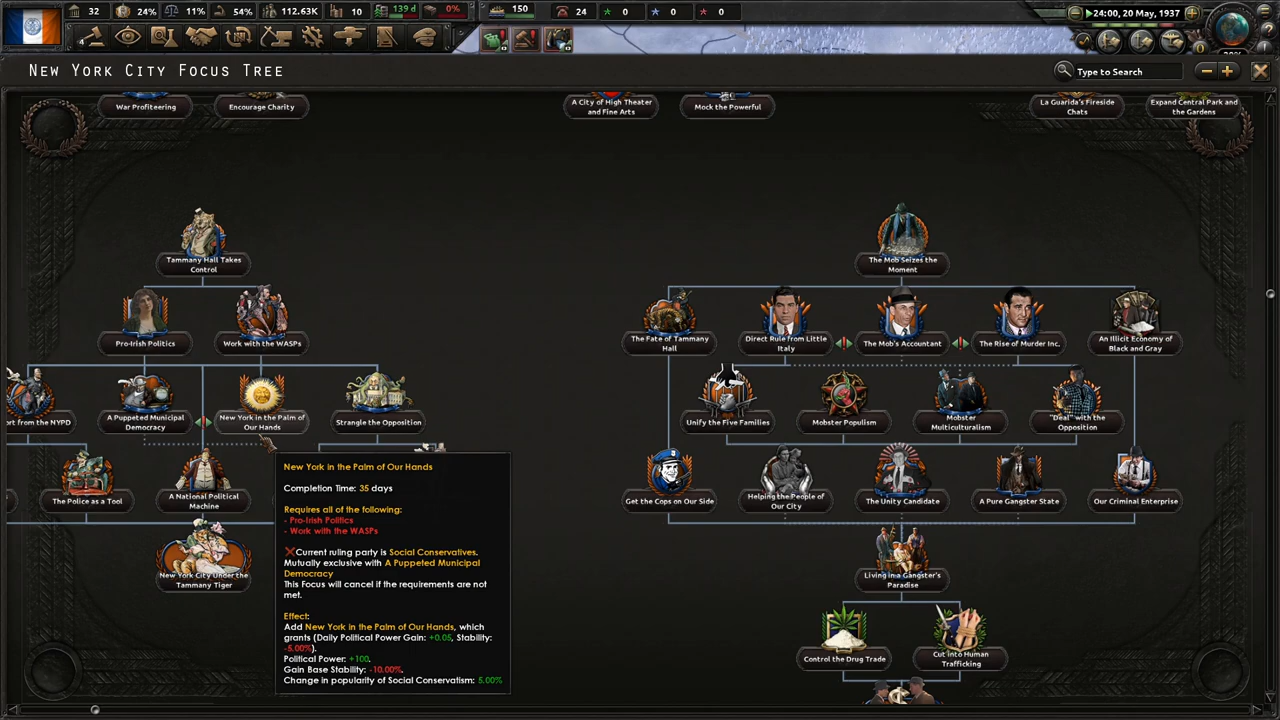 32
24%
11%
54%
112.63K
10
139 d
0%
150
24
0
0
0
24:00, 20 May, 1937
New York City Focus Tree
Type to Search
War Profiteering
Encourage Charity
A City of High Theater
and Fine Arts
Mock the Powerful
La Guarida's Fireside
Chats
Expand Central Park and
the Gardens
Tammany Hall Takes
Control
The Mob Seizes the
Moment
Pro-Irish Politics
Work with the WASPs
The Fate of Tammany
Hall
Direct Rule from Little
Italy
The Mob's Accountant
The Rise of Murder Inc.
An Illicit Economy of
Black and Gray
ort from the NYPD
A Puppeted Municipal
Democracy
New York in the Palm of
Our Hands
Strangle the Opposition
Unify the Five Families
Mobster Populism
Mobster
Multiculturalism
"Deal" with the
Opposition
The Police as a Tool
A National Political
Machine
Get the Cops on Our Side
Helping the People of
Our City
The Unity Candidate
A Pure Gangster State
Our Criminal Enterprise
New York City Under the
Tammany Tiger
Living in a Gangster's
Paradise
Control the Drug Trade
Cut into Human
Trafficking
New York in the Palm of Our Hands
Completion Time: 35 days
Requires all of the following:
- Pro-Irish Politics
- Work with the WASPs
Current ruling party is Social Conservatives.
Mutually exclusive with A Puppeted Municipal
Democracy
This Focus will cancel if the requirements are not
met.
Effect:
Add New York in the Palm of Our Hands, which
grants (Daily Political Power Gain: +0.05, Stability:
-5.00%).
Political Power: +100.
Gain Base Stability: -10.00%.
Change in popularity of Social Conservatism: 5.00%